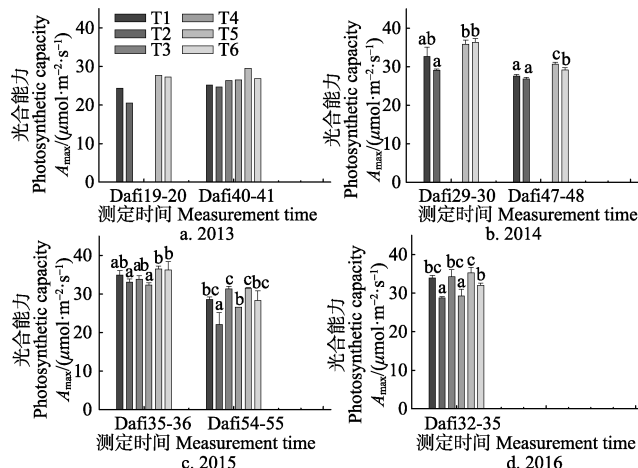 T1 T4
T2 T5
T3 T6
光合能力
Photosynthetic capacity
Amax/(μmol·m⁻²·s⁻¹)
40
30
20
10
0
Dafi19-20 Dafi40-41
测定时间 Measurement time
a. 2013
光合能力
Photosynthetic capacity
Amax/(μmol·m⁻²·s⁻¹)
40
30
20
10
0
ab a b b
a a c b
Dafi29-30 Dafi47-48
测定时间 Measurement time
b. 2014
光合能力
Photosynthetic capacity
Amax/(μmol·m⁻²·s⁻¹)
40
30
20
10
0
ab a ab a b b
bc a c b c bc
Dafi35-36 Dafi54-55
测定时间 Measurement time
c. 2015
光合能力
Photosynthetic capacity
Amax/(μmol·m⁻²·s⁻¹)
40
30
20
10
0
bc a bc a c b
Dafi32-35
测定时间 Measurement time
d. 2016